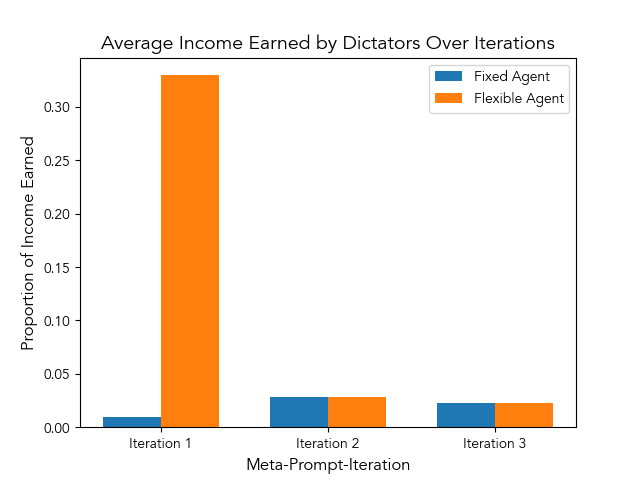 Average Income Earned by Dictators Over Iterations
Fixed Agent
Flexible Agent
Proportion of Income Earned
0.30
0.25
0.20
0.15
0.10
0.05
0.00
Iteration 1
Iteration 2
Iteration 3
Meta-Prompt-Iteration